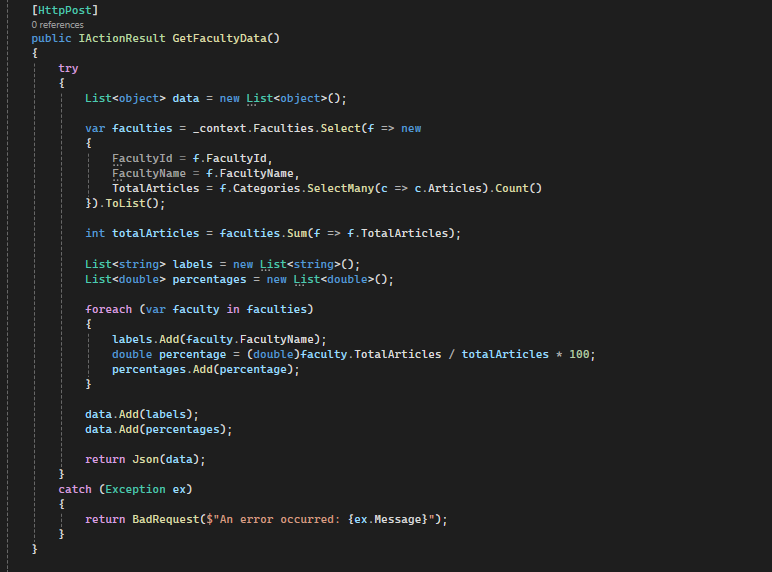 [HttpPost]
0 references
public IActionResult GetFacultyData()
{
try
{
List<object> data = new List<object>();
var faculties = _context.Faculties.Select(f => new
{
FacultyId = f.FacultyId,
FacultyName = f.FacultyName,
TotalArticles = f.Categories.SelectMany(c => c.Articles).Count()
}).ToList();
int totalArticles = faculties.Sum(f => f.TotalArticles);
List<string> labels = new List<string>();
List<double> percentages = new List<double>();
foreach (var faculty in faculties)
{
labels.Add(faculty.FacultyName);
double percentage = (double)faculty.TotalArticles / totalArticles * 100;
percentages.Add(percentage);
}
data.Add(labels);
data.Add(percentages);
return Json(data);
}
catch (Exception ex)
{
return BadRequest($"An error occurred: {ex.Message}");
}
}